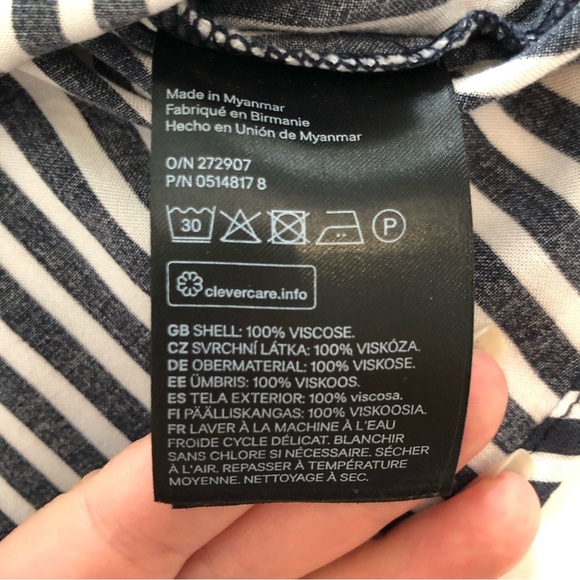 Made in Myanmar
Fabriqué en Birmanie
Hecho en Unión de Myanmar
O/N 272907
P/N 0514817 8
30 P
clevercare.info
GB SHELL: 100% VISCOSE.
CZ SVRCHNÍ LÁTKA: 100% VISKÓZA.
DE OBERMATERIAL: 100% VISKOSE.
EE ÜMBRIS: 100% VISKOOS.
ES TELA EXTERIOR: 100% viscosa.
FI PÄÄLLISKANGAS: 100% VISKOOSIA.
FR LAVER À LA MACHINE À L'EAU
FROIDE CYCLE DÉLICAT. BLANCHIR
SANS CHLORE SI NÉCESSAIRE. SÉCHER
À L'AIR. REPASSER À TEMPÉRATURE
MOYENNE. NETTOYAGE À SEC.